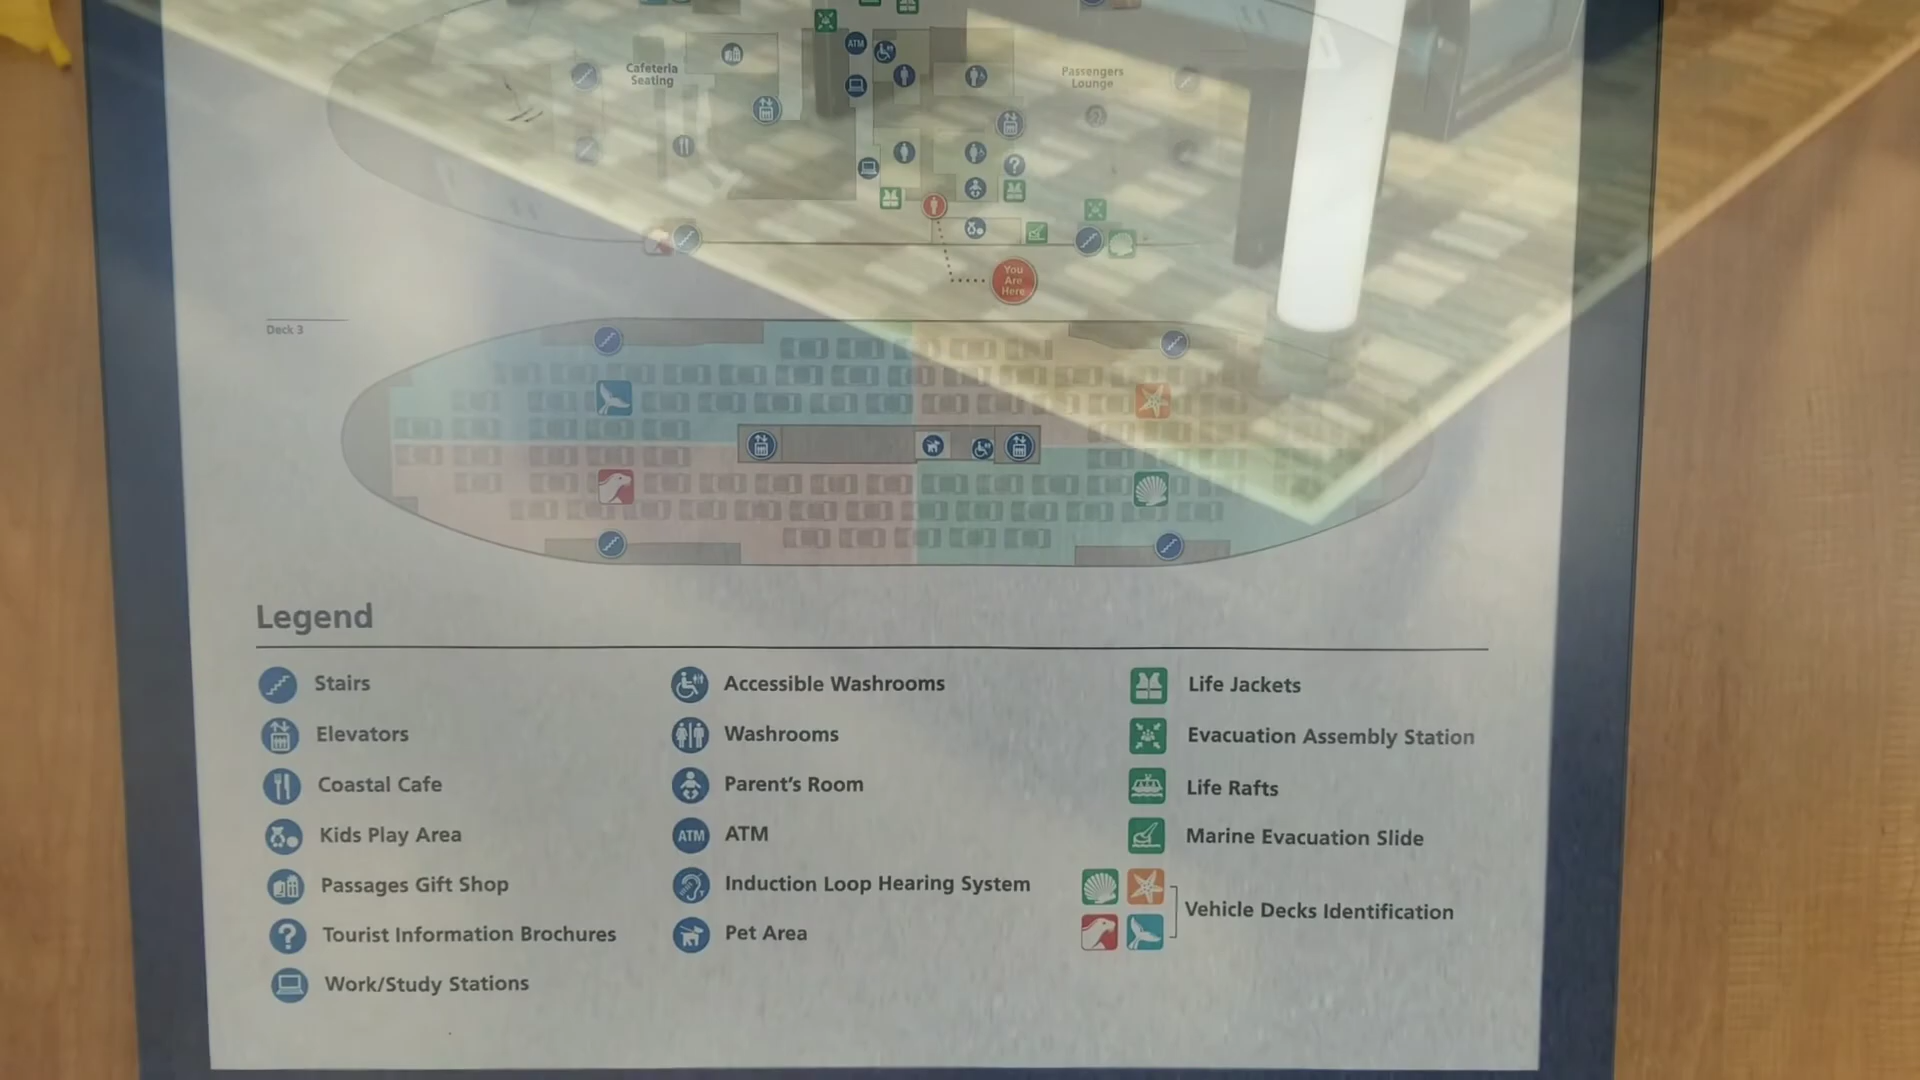 ATM
Cafeteria
Seating
Passengers
Lounge
?
You
Are
Here
Deck 3
Legend
Stairs
Elevators
Coastal Cafe
Kids Play Area
Passages Gift Shop
? Tourist Information Brochures
Work/Study Stations
Accessible Washrooms
Washrooms
Parent's Room
ATM ATM
Induction Loop Hearing System
Pet Area
Life Jackets
Evacuation Assembly Station
Life Rafts
Marine Evacuation Slide
Vehicle Decks Identification